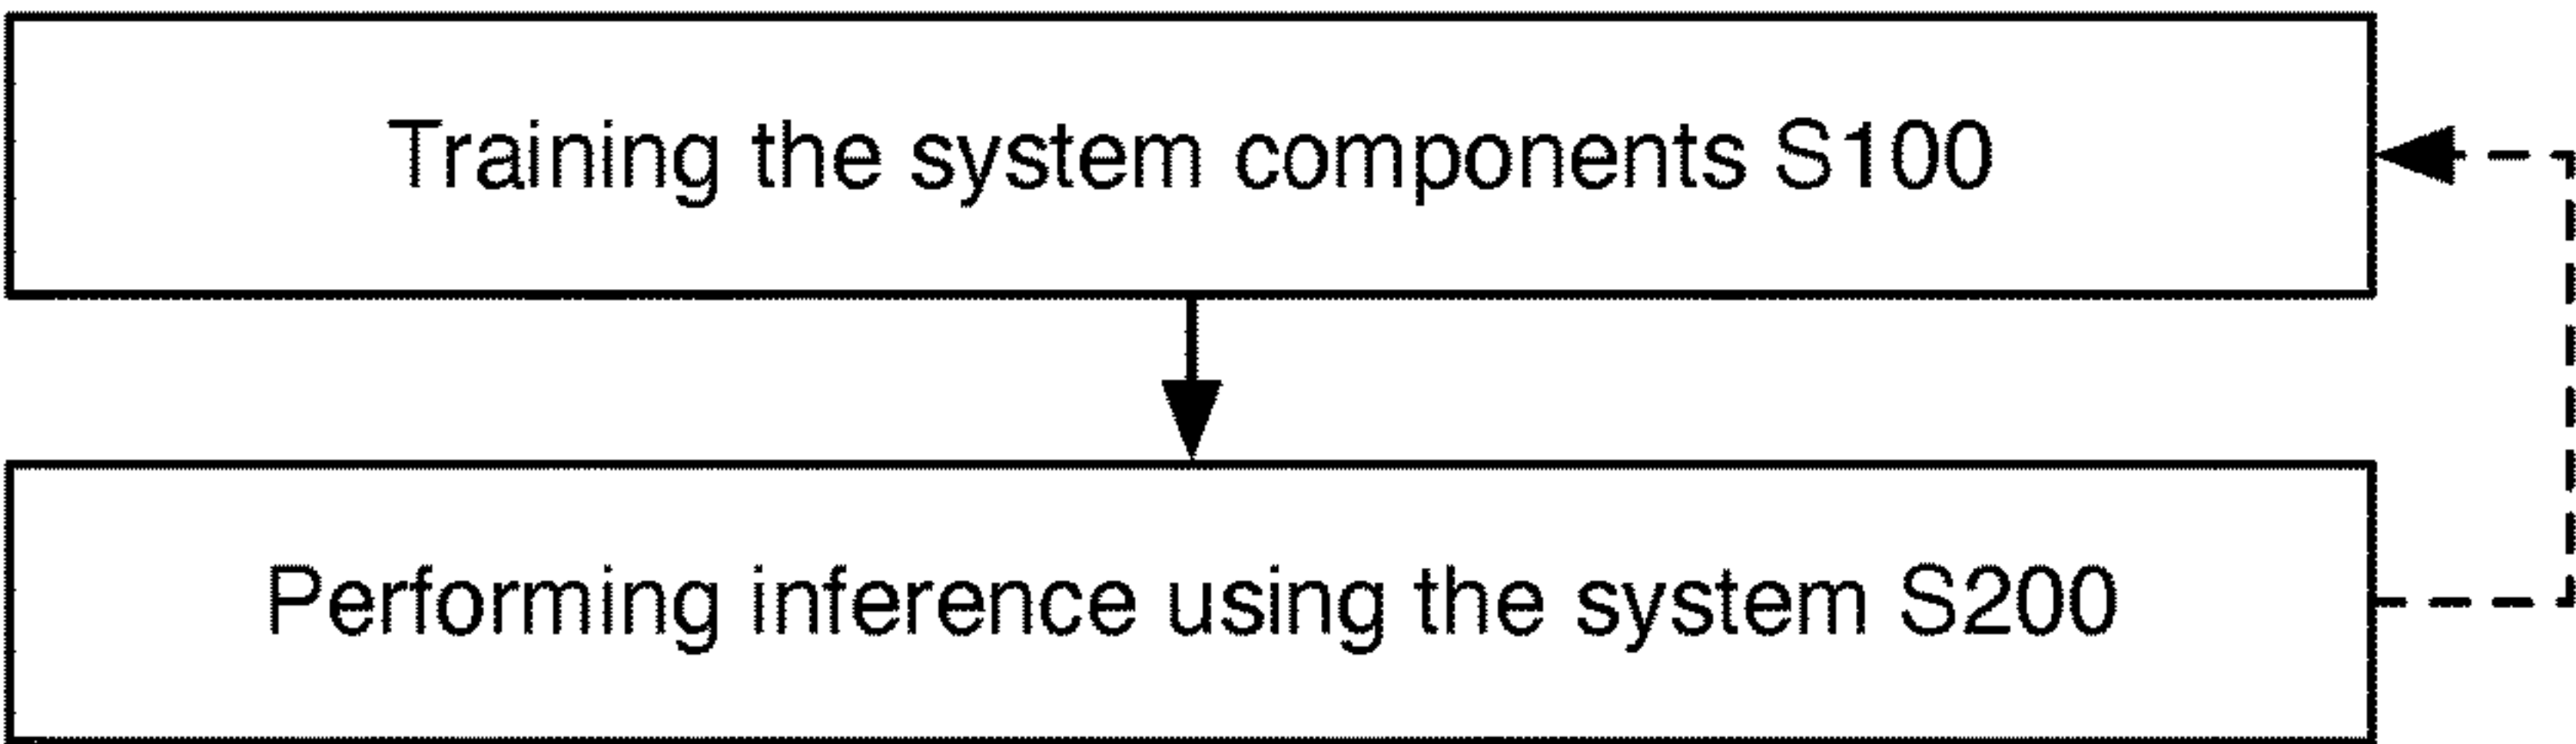 Training the system components S100
Performing inference using the system S200